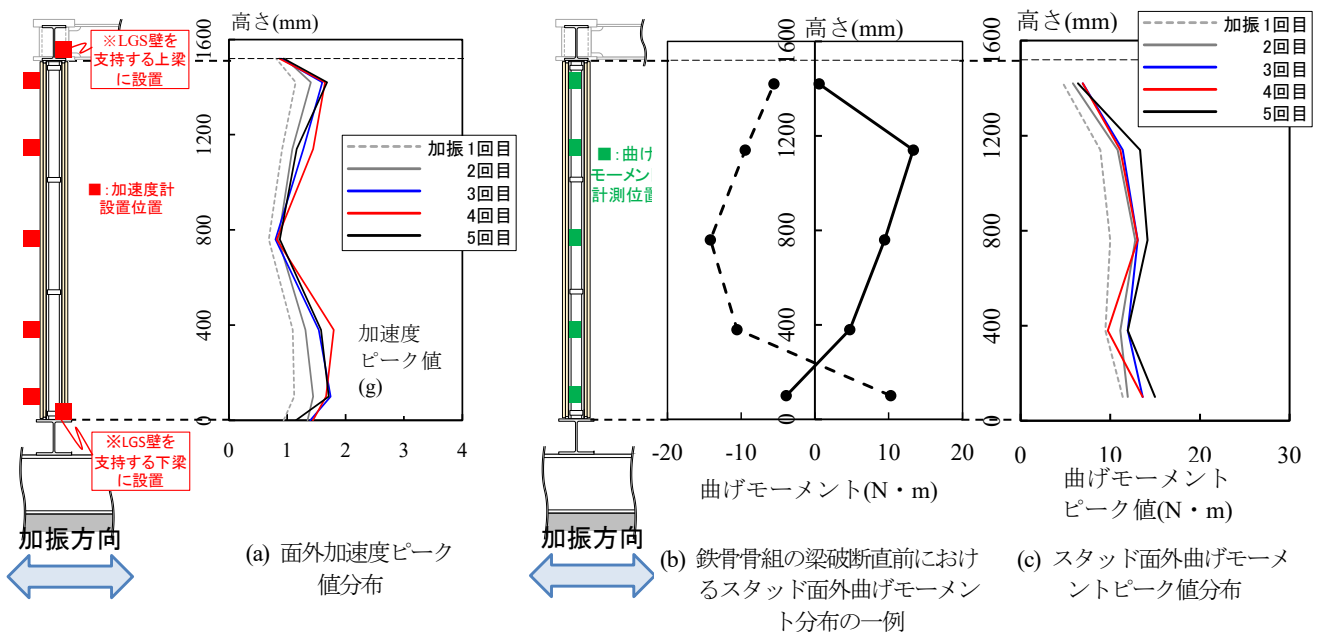 ※LGS壁を
支持する上梁
に設置
■:加速度計
設置位置
※LGS壁を
支持する下梁
に設置
加振方向
高さ(mm)
1600
1200
800
400
0
0
1
2
3
4
加振1回目
2回目
3回目
4回目
5回目
加速度
ピーク値
(g)
(a) 面外加速度ピーク
値分布
■:曲げ
モーメン
計測位置
加振方向
高さ(mm)
1600
1200
800
400
0
-20
-10
0
10
20
曲げモーメント(N・m)
(b) 鉄骨骨組の梁破断直前におけ
るスタッド面外曲げモーメン
ト分布の一例
高さ(mm)
1600
1200
800
400
0
0
10
20
30
加振1回目
2回目
3回目
4回目
5回目
曲げモーメント
ピーク値(N・m)
(c) スタッド面外曲げモーメ
ントピーク値分布